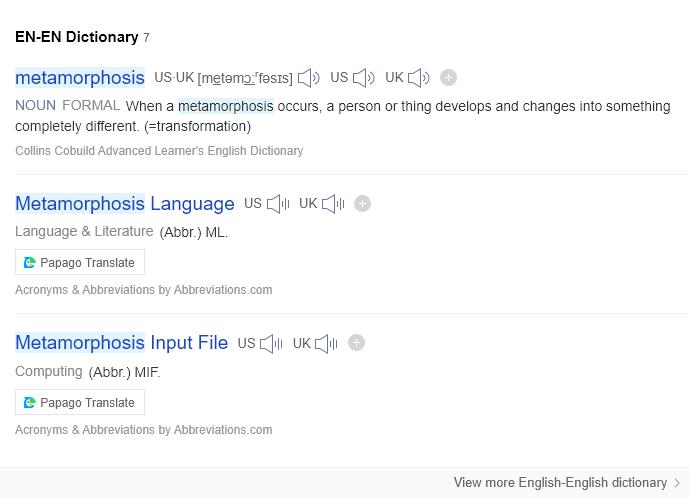 EN-EN Dictionary 7
metamorphosis US·UK [metəmɔːʳfəsɪs] US UK
NOUN FORMAL When a metamorphosis occurs, a person or thing develops and changes into something
completely different. (=transformation)
Collins Cobuild Advanced Learner's English Dictionary
Metamorphosis Language US UK
Language & Literature (Abbr.) ML.
Papago Translate
Acronyms & Abbreviations by Abbreviations.com
Metamorphosis Input File US UK
Computing (Abbr.) MIF.
Papago Translate
Acronyms & Abbreviations by Abbreviations.com
View more English-English dictionary